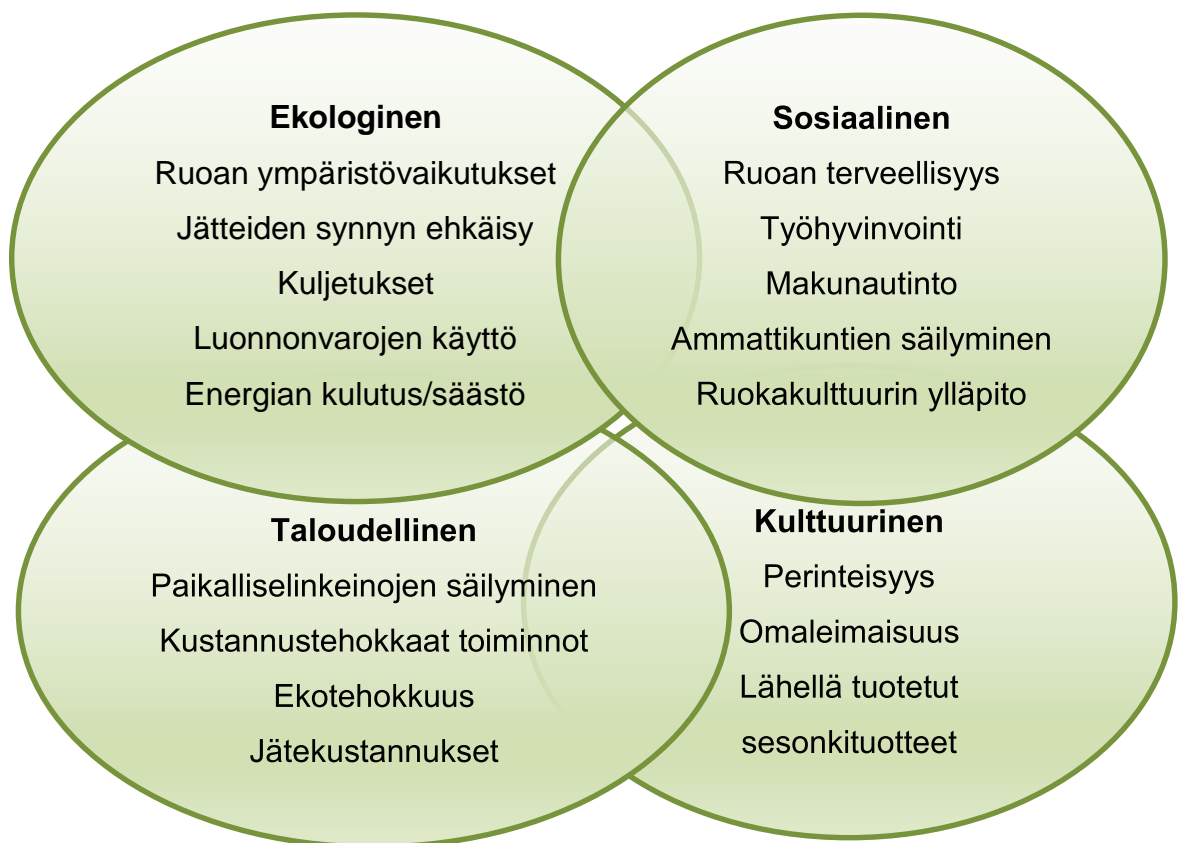 Ekologinen
Ruoan ympäristövaikutukset
Jätteiden synnyn ehkäisy
Kuljetukset
Luonnonvarojen käyttö
Energian kulutus/säästö
Sosiaalinen
Ruoan terveellisyys
Työhyvinvointi
Makunautinto
Ammattikuntien säilyminen
Ruokakulttuurin ylläpito
Taloudellinen
Paikalliselinkeinojen säilyminen
Kustannustehokkaat toiminnot
Ekotehokkuus
Jätekustannukset
Kulttuurinen
Perinteisyys
Omaleimaisuus
Lähellä tuotetut
sesonkituotteet